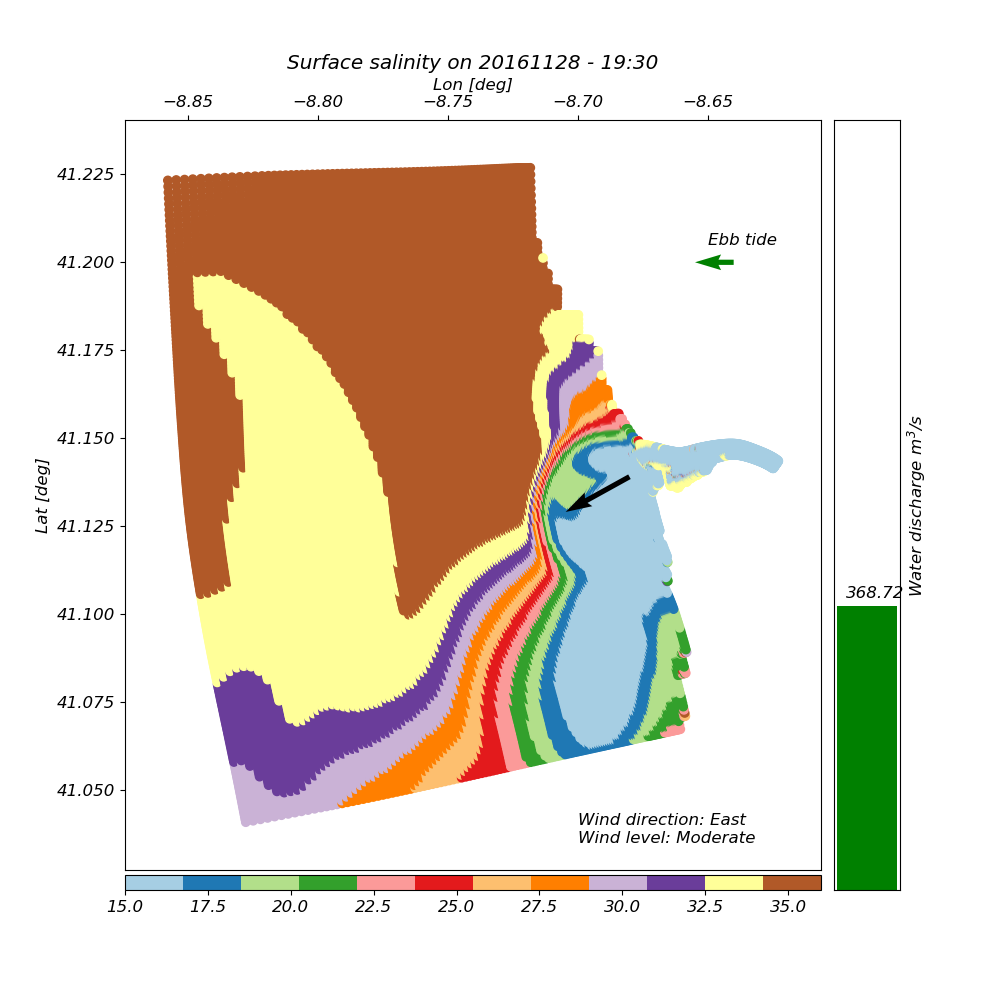 Surface salinity on 20161128 - 19:30
Lon [deg]
−8.85 −8.80 −8.75 −8.70 −8.65
41.225
Ebb tide
41.200
41.175
41.150
41.125
41.100
41.075
41.050
Lat [deg]
Water discharge m³/s
368.72
Wind direction: East
Wind level: Moderate
15.0 17.5 20.0 22.5 25.0 27.5 30.0 32.5 35.0